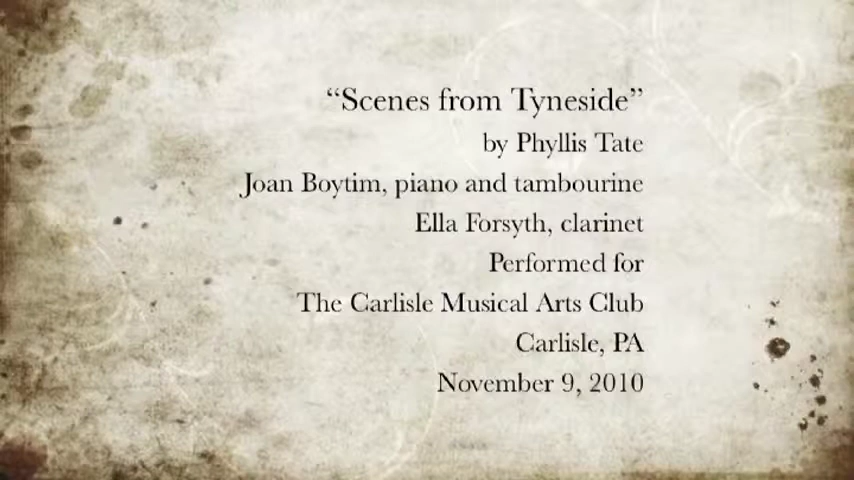 “Scenes from Tyneside”
by Phyllis Tate
Joan Boytim, piano and tambourine
Ella Forsyth, clarinet
Performed for
The Carlisle Musical Arts Club
Carlisle, PA
November 9, 2010